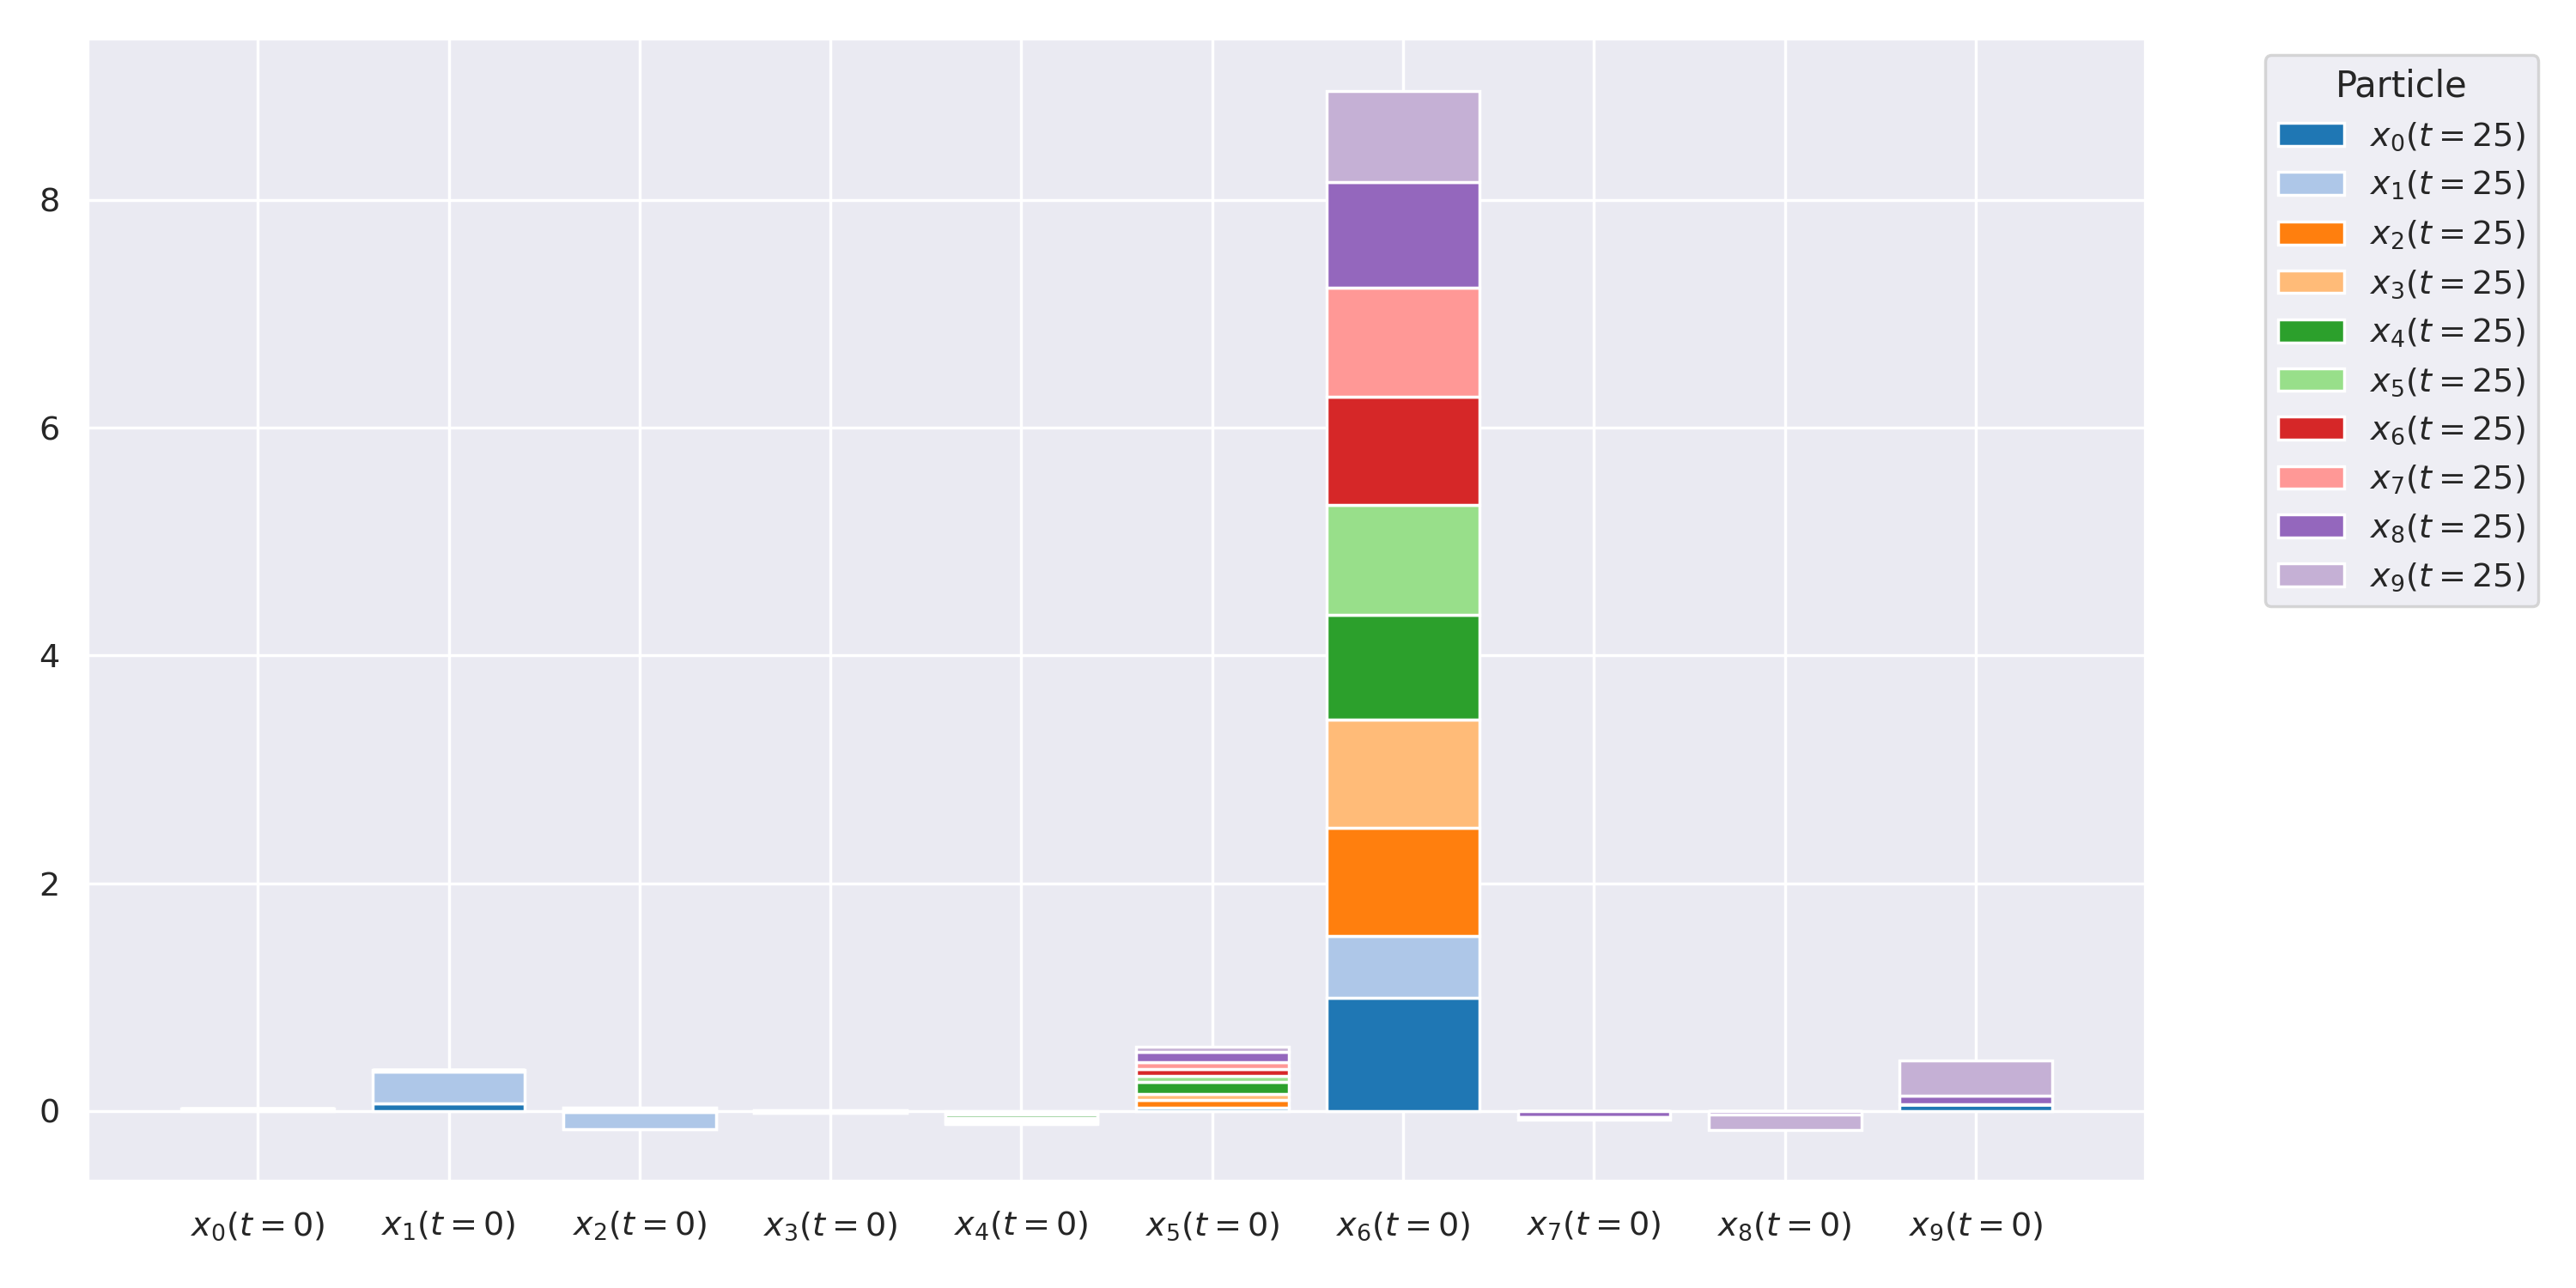 8
6
4
2
0
x₀(t = 0) x₁(t = 0) x₂(t = 0) x₃(t = 0) x₄(t = 0) x₅(t = 0) x₆(t = 0) x₇(t = 0) x₈(t = 0) x₉(t = 0)
Particle
x₀(t = 25)
x₁(t = 25)
x₂(t = 25)
x₃(t = 25)
x₄(t = 25)
x₅(t = 25)
x₆(t = 25)
x₇(t = 25)
x₈(t = 25)
x₉(t = 25)